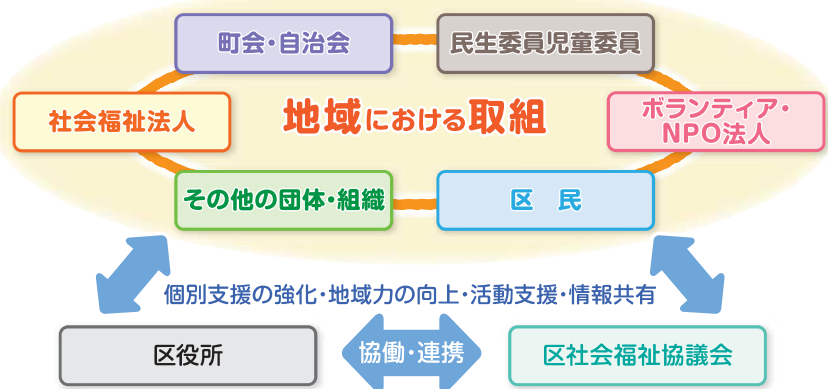 町会・自治会
民生委員児童委員
社会福祉法人
地域における取組
ボランティア・
NPO法人
その他の団体・組織
区　民
個別支援の強化・地域力の向上・活動支援・情報共有
区役所
協働・連携
区社会福祉協議会